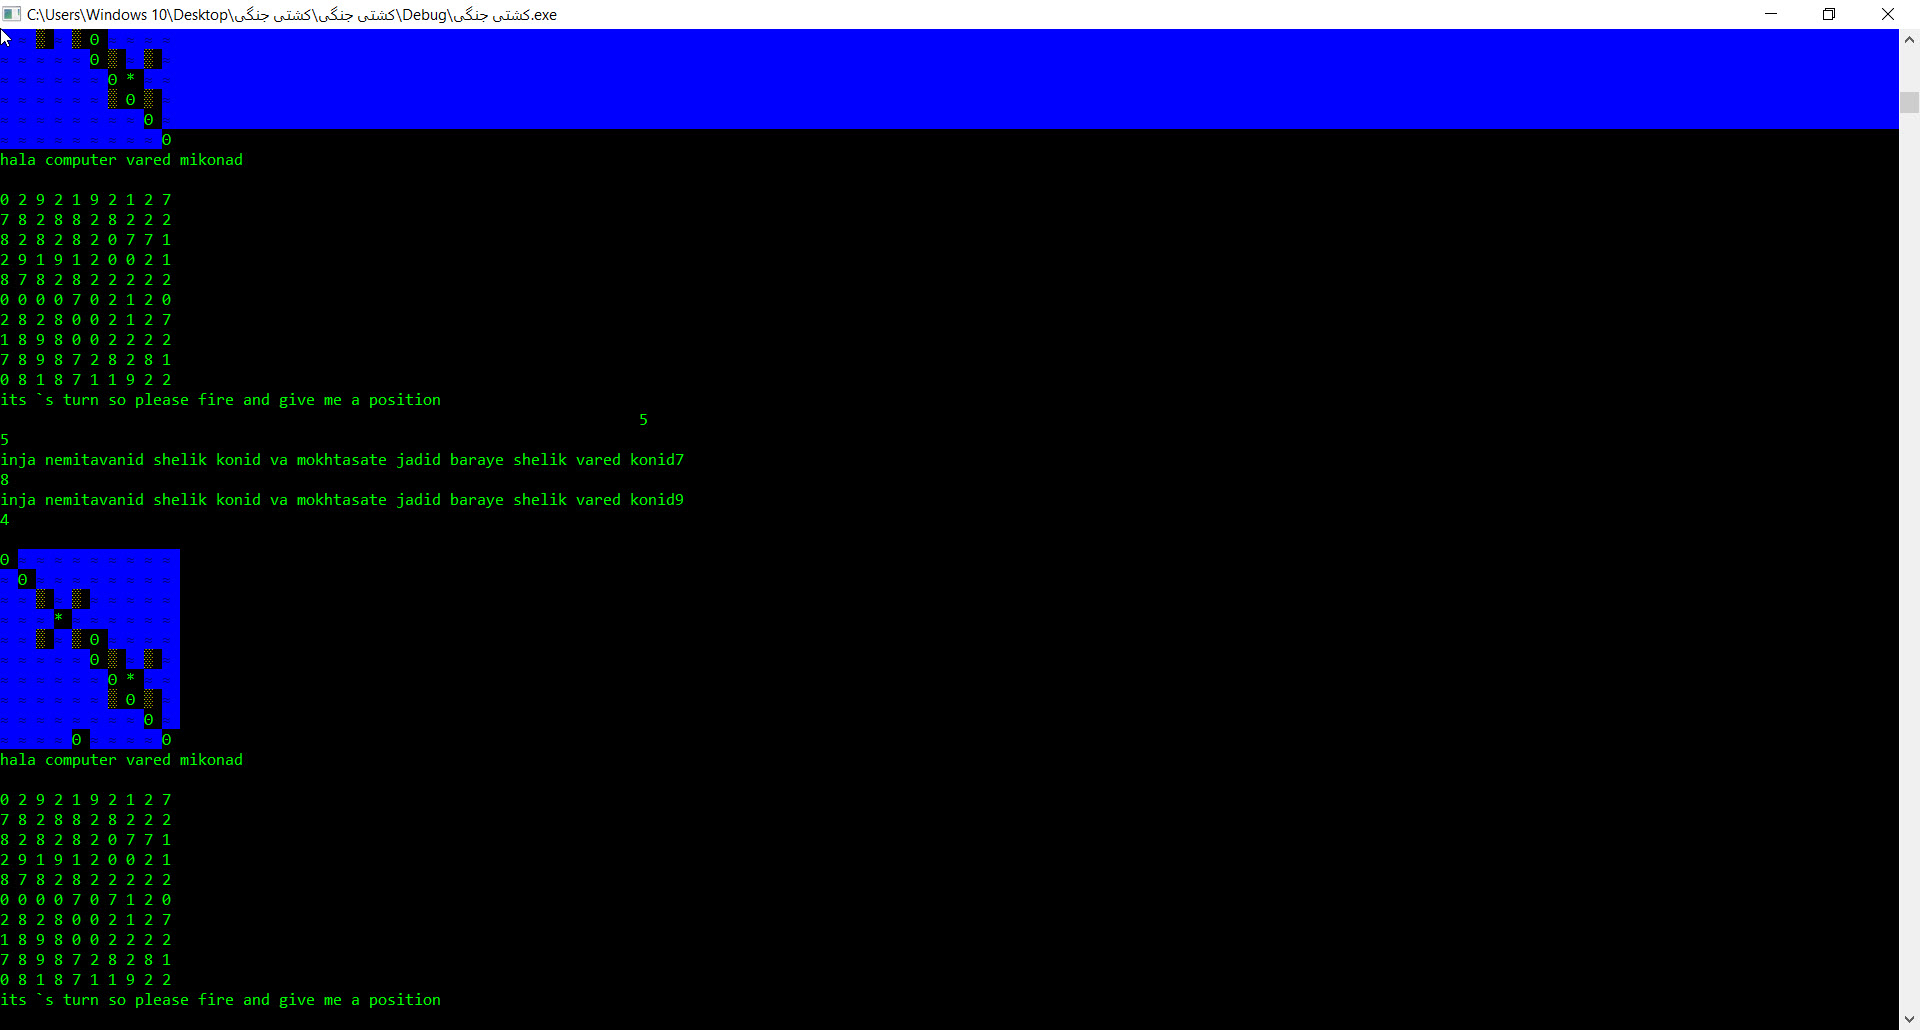 C:\Users\Windows 10\Desktop\کشتی جنگی\کشتی جنگی\Debug\کشتی جنگی.exe
≈ ≈ ▒ ≈ ▒ 0 ≈ ≈ ≈ ≈
≈ ≈ ≈ ≈ ≈ 0 ▒ ≈ ▒ ≈
≈ ≈ ≈ ≈ ≈ ≈ 0 * ≈ ≈
≈ ≈ ≈ ≈ ≈ ≈ ▒ 0 ▒ ≈
≈ ≈ ≈ ≈ ≈ ≈ ≈ ≈ 0 ≈
≈ ≈ ≈ ≈ ≈ ≈ ≈ ≈ ≈ 0
hala computer vared mikonad
0 2 9 2 1 9 2 1 2 7
7 8 2 8 8 2 8 2 2 2
8 2 8 2 8 2 0 7 7 1
2 9 1 9 1 2 0 0 2 1
8 7 8 2 8 2 2 2 2 2
0 0 0 0 7 0 2 1 2 0
2 8 2 8 0 0 2 1 2 7
1 8 9 8 0 0 2 2 2 2
7 8 9 8 7 2 8 2 8 1
0 8 1 8 7 1 1 9 2 2
its `s turn so please fire and give me a position
5
5
inja nemitavanid shelik konid va mokhtasate jadid baraye shelik vared konid7
8
inja nemitavanid shelik konid va mokhtasate jadid baraye shelik vared konid9
4
0 ≈ ≈ ≈ ≈ ≈ ≈ ≈ ≈ ≈
≈ 0 ≈ ≈ ≈ ≈ ≈ ≈ ≈ ≈
≈ ≈ ▒ ≈ ▒ ≈ ≈ ≈ ≈ ≈
≈ ≈ ≈ * ≈ ≈ ≈ ≈ ≈ ≈
≈ ≈ ▒ ≈ ▒ 0 ≈ ≈ ≈ ≈
≈ ≈ ≈ ≈ ≈ 0 ▒ ≈ ▒ ≈
≈ ≈ ≈ ≈ ≈ ≈ 0 * ≈ ≈
≈ ≈ ≈ ≈ ≈ ≈ ▒ 0 ▒ ≈
≈ ≈ ≈ ≈ ≈ ≈ ≈ ≈ 0 ≈
≈ ≈ ≈ ≈ 0 ≈ ≈ ≈ ≈ 0
hala computer vared mikonad
0 2 9 2 1 9 2 1 2 7
7 8 2 8 8 2 8 2 2 2
8 2 8 2 8 2 0 7 7 1
2 9 1 9 1 2 0 0 2 1
8 7 8 2 8 2 2 2 2 2
0 0 0 0 7 0 7 1 2 0
2 8 2 8 0 0 2 1 2 7
1 8 9 8 0 0 2 2 2 2
7 8 9 8 7 2 8 2 8 1
0 8 1 8 7 1 1 9 2 2
its `s turn so please fire and give me a position